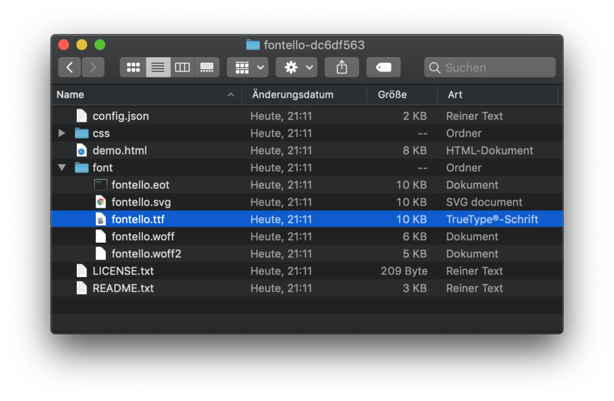 fontello-dc6df563
Suchen
Name Änderungsdatum Größe Art
config.json Heute, 21:11 2 KB Reiner Text
css Heute, 21:11 -- Ordner
demo.html Heute, 21:11 8 KB HTML-Dokument
font Heute, 21:11 -- Ordner
fontello.eot Heute, 21:11 10 KB Dokument
fontello.svg Heute, 21:11 10 KB SVG document
fontello.ttf Heute, 21:11 10 KB TrueType®-Schrift
fontello.woff Heute, 21:11 6 KB Dokument
fontello.woff2 Heute, 21:11 5 KB Dokument
LICENSE.txt Heute, 21:11 209 Byte Reiner Text
README.txt Heute, 21:11 3 KB Reiner Text